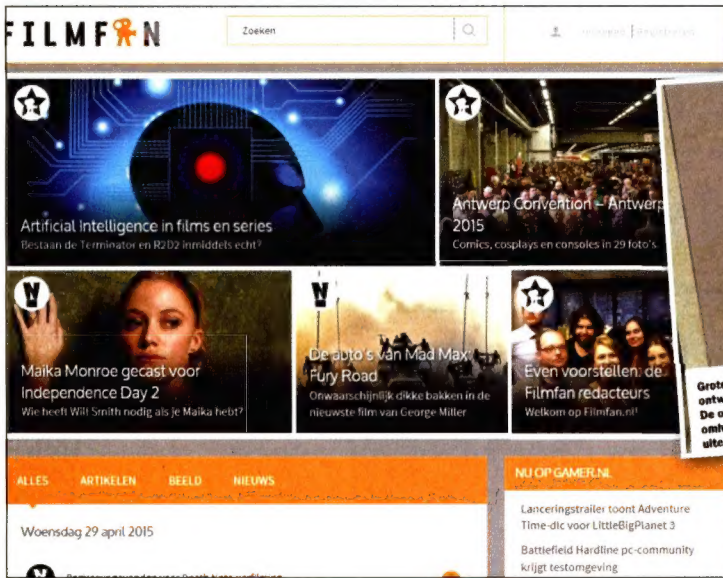 FILMFAN
Zoeken
Registreren
Artificial Intelligence in films en series
Bestaan de Terminator en R2D2 inmiddels echt?
Antwerp Convention – Antwerp
2015
Comics, cosplays en consoles in 29 foto's
Maika Monroe gecast voor
Independence Day 2
Wie heeft Will Smith nodig als je Maika hebt?
De auto's van Mad Max:
Fury Road
Onwaarschijnlijk dikke bakken in de
nieuwste film van George Miller
Even voorstellen: de
Filmfan redacteurs
Welkom op Filmfan.nl!
ALLES ARTIKELEN BEELD NIEUWS
Woensdag 29 april 2015
NU OP GAMER.NL
Lanceringstrailer toont Adventure
Time-dlc voor LittleBigPlanet 3
Battlefield Hardline pc-community
krijgt testomgeving
De